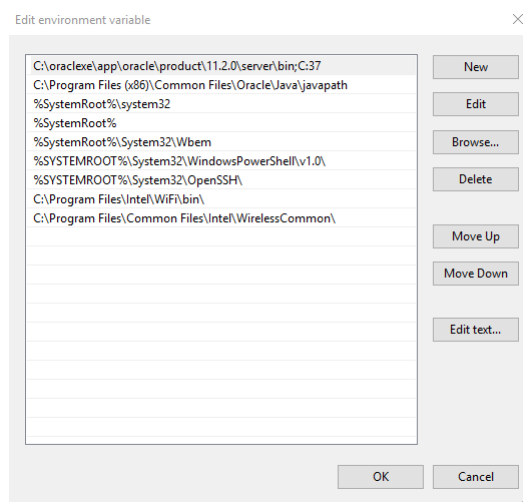 Edit environment variable
C:\oraclexe\app\oracle\product\11.2.0\server\bin;C:37
C:\Program Files (x86)\Common Files\Oracle\Java\javapath
%SystemRoot%\system32
%SystemRoot%
%SystemRoot%\System32\Wbem
%SYSTEMROOT%\System32\WindowsPowerShell\v1.0\
%SYSTEMROOT%\System32\OpenSSH\
C:\Program Files\Intel\WiFi\bin\
C:\Program Files\Common Files\Intel\WirelessCommon\
New
Edit
Browse...
Delete
Move Up
Move Down
Edit text...
OK
Cancel